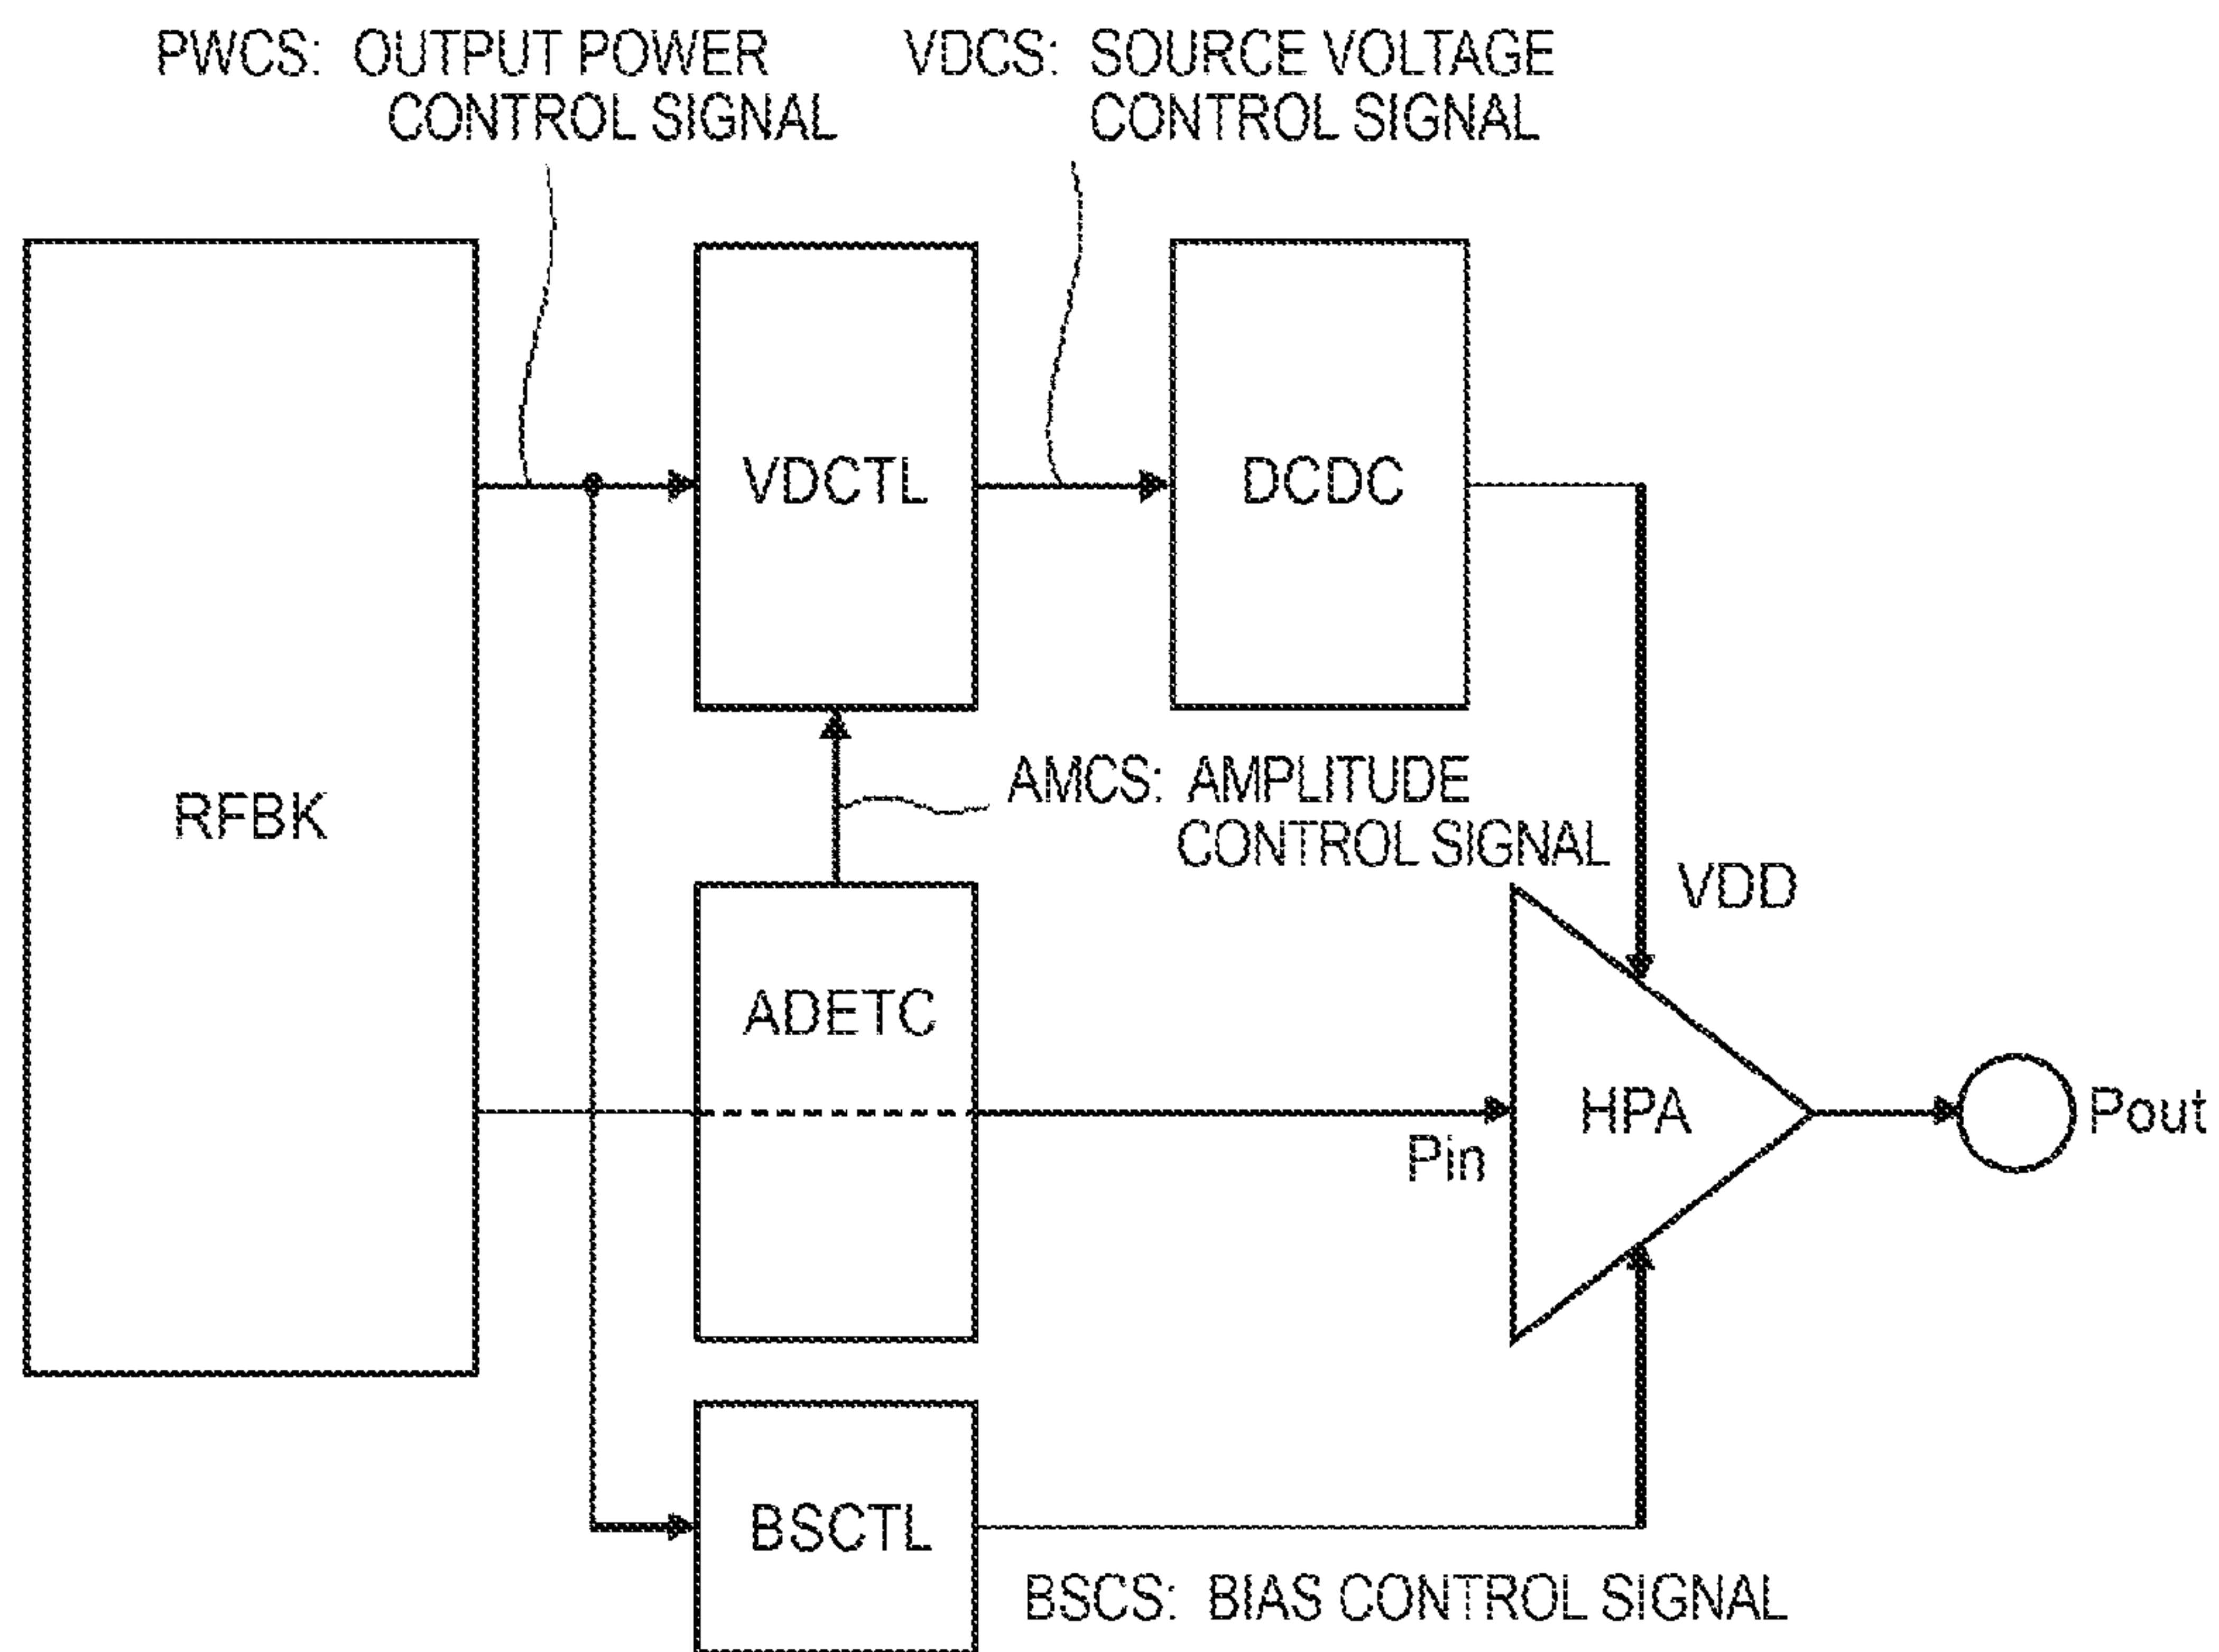 PWCS: OUTPUT POWER
CONTROL SIGNAL
VDCS: SOURCE VOLTAGE
CONTROL SIGNAL
VDCTL
DCDC
RFBK
AMCS: AMPLITUDE
CONTROL SIGNAL
VDD
ADETC
HPA
Pout
Pin
BSCTL
BSCS: BIAS CONTROL SIGNAL